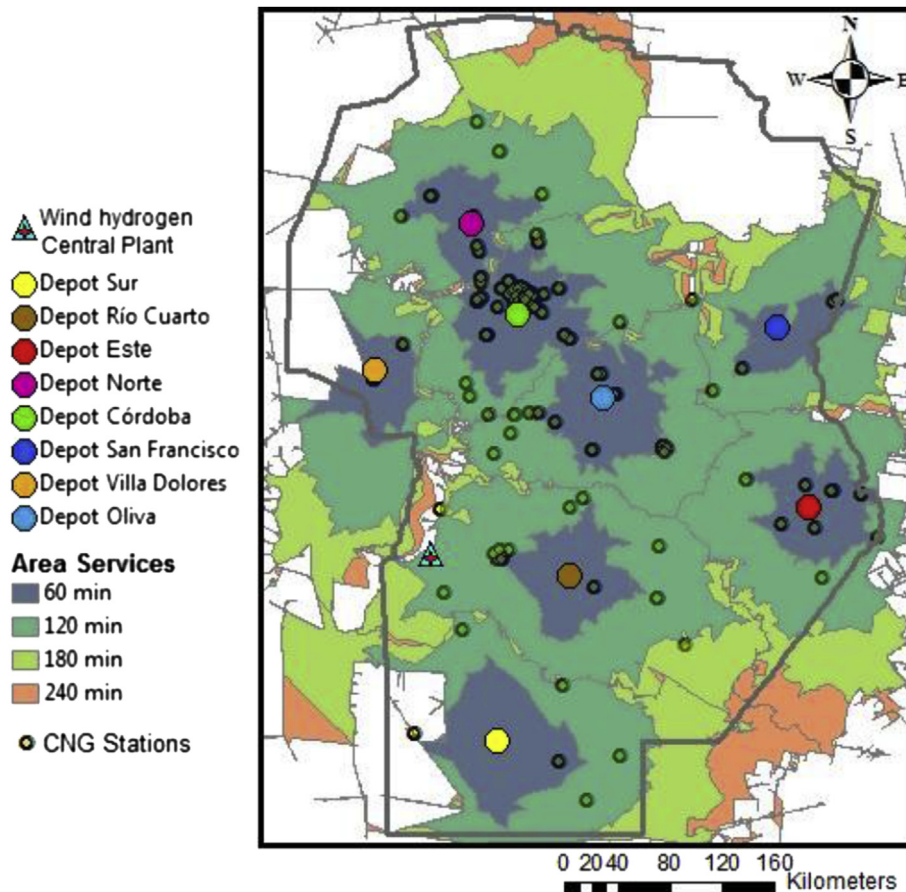 Wind hydrogen
Central Plant
Depot Sur
Depot Río Cuarto
Depot Este
Depot Norte
Depot Córdoba
Depot San Francisco
Depot Villa Dolores
Depot Oliva
Area Services
60 min
120 min
180 min
240 min
CNG Stations
N
W E
S
0 20 40 80 120 160
Kilometers